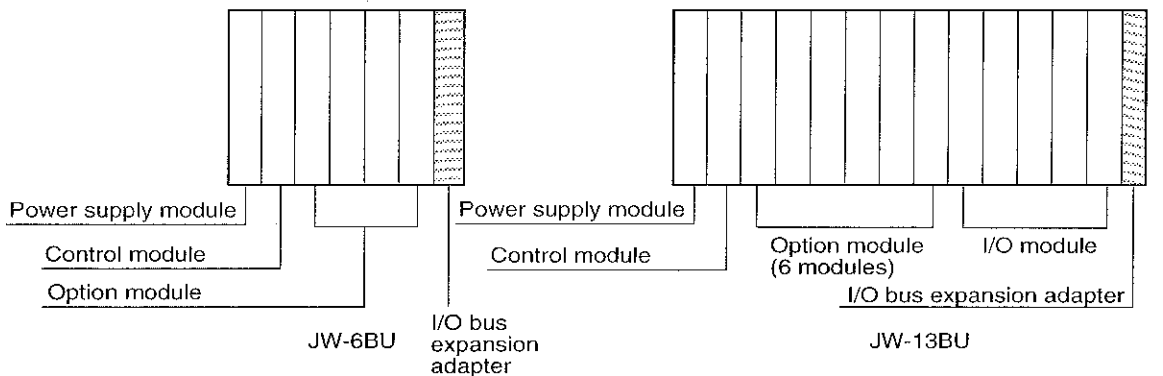 Power supply module
Control module
Option module
JW-6BU
I/O bus
expansion
adapter
Power supply module
Control module
Option module
(6 modules)
I/O module
I/O bus expansion adapter
JW-13BU